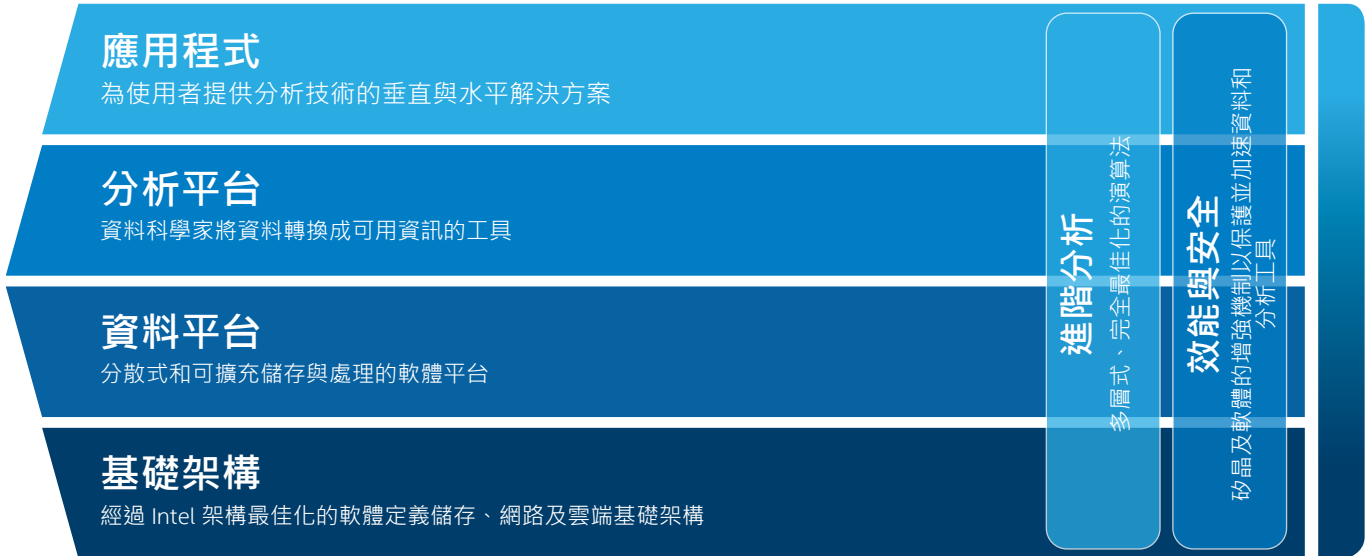 應用程式
為使用者提供分析技術的垂直與水平解決方案
分析平台
資料科學家將資料轉換成可用資訊的工具
資料平台
分散式和可擴充儲存與處理的軟體平台
基礎架構
經過 Intel 架構最佳化的軟體定義儲存、網路及雲端基礎架構
進階分析
多層式、完全最佳化的演算法
效能與安全
矽晶及軟體的增強機制以保護並加速資料和
分析工具